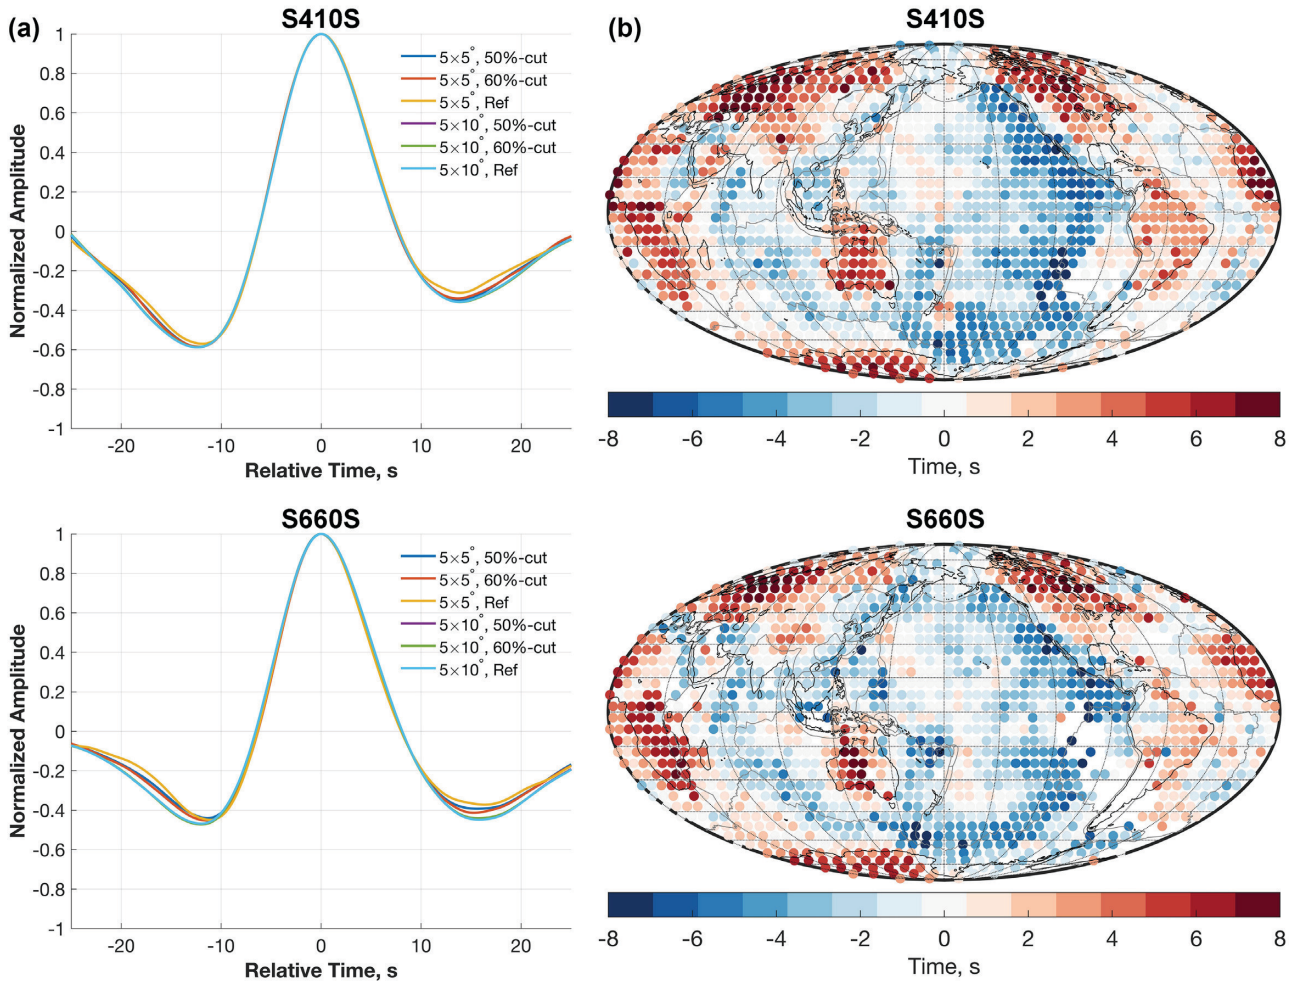 (a)
S410S
1
0.8
0.6
0.4
0.2
0
-0.2
-0.4
-0.6
-0.8
-1
Normalized Amplitude
5×5°, 50%-cut
5×5°, 60%-cut
5×5°, Ref
5×10°, 50%-cut
5×10°, 60%-cut
5×10°, Ref
-20 -10 0 10 20
Relative Time, s
(b)
S410S
-8 -6 -4 -2 0 2 4 6 8
Time, s
S660S
1
0.8
0.6
0.4
0.2
0
-0.2
-0.4
-0.6
-0.8
-1
Normalized Amplitude
5×5°, 50%-cut
5×5°, 60%-cut
5×5°, Ref
5×10°, 50%-cut
5×10°, 60%-cut
5×10°, Ref
-20 -10 0 10 20
Relative Time, s
S660S
-8 -6 -4 -2 0 2 4 6 8
Time, s